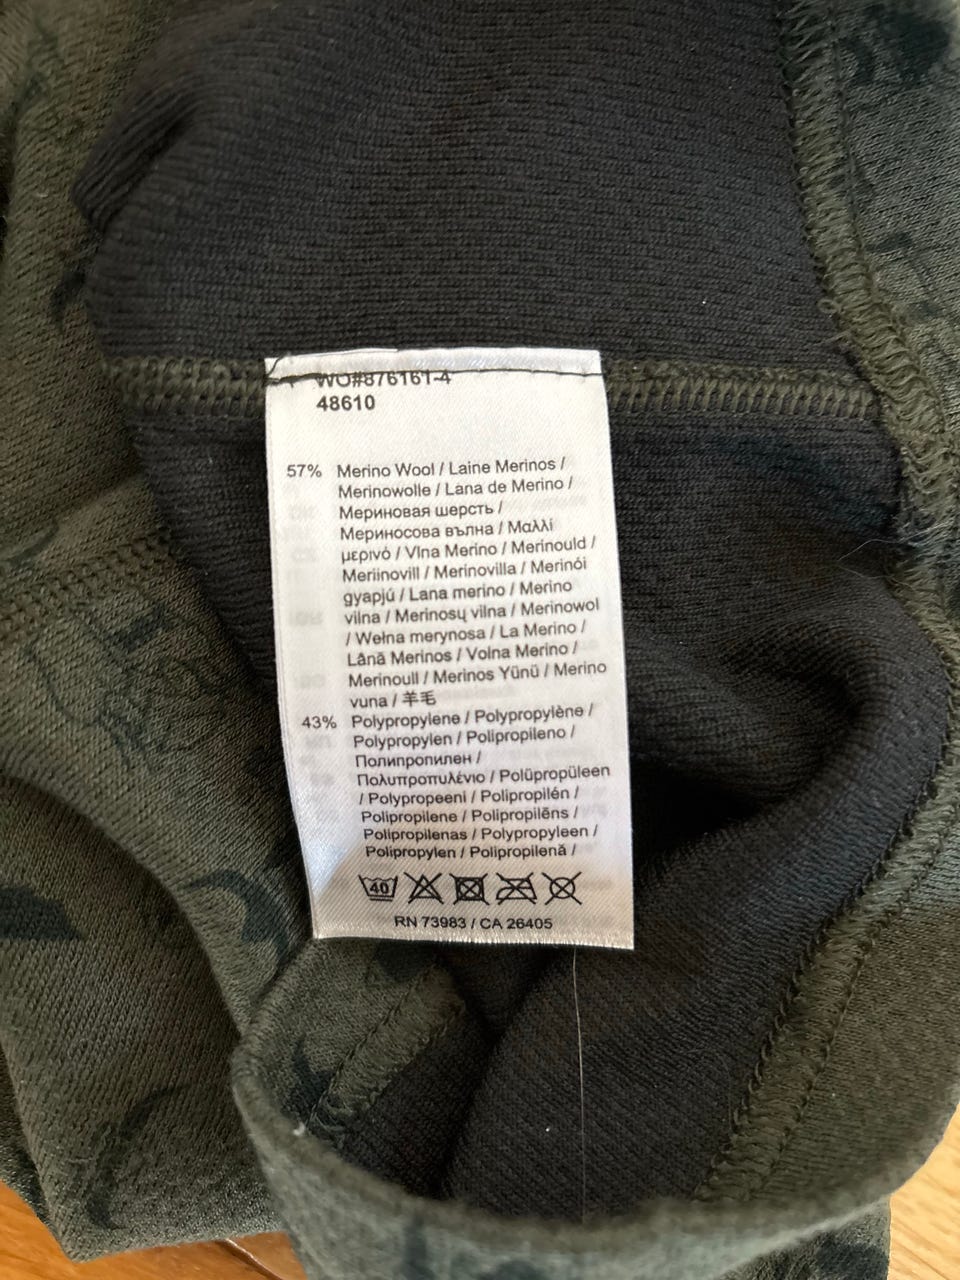 WO#876161-4
48610
57% Merino Wool / Laine Merinos /
Merinowolle / Lana de Merino /
Мериновая шерсть /
Мериносова вълна / Μαλλί
μερινό / Vlna Merino / Merinould /
Meriinovill / Merinovilla / Merinói
gyapjú / Lana merino / Merino
vilna / Merinosų vilna / Merinowol
/ Wełna merynosa / La Merino /
Lână Merinos / Volna Merino /
Merinoull / Merinos Yünü / Merino
vuna / 羊毛
43% Polypropylene / Polypropylène /
Polypropylen / Polipropileno /
Полипропилен /
Πολυπροπυλένιο / Polüpropüleen
/ Polypropeeni / Polipropilén /
Polipropilene / Polipropilēns /
Polipropilenas / Polypropyleen /
Polipropylen / Polipropilenă /
40
RN 73983 / CA 26405